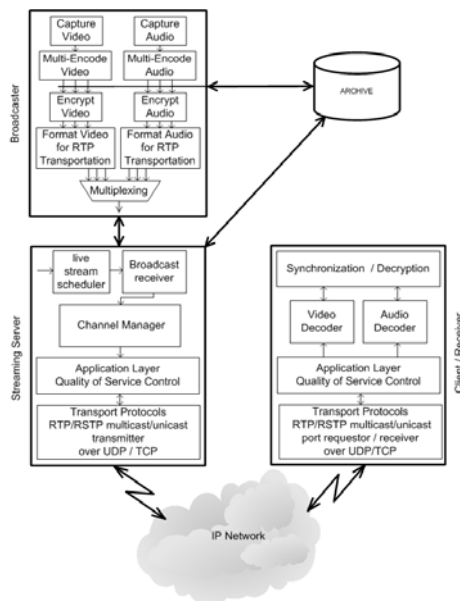 Broadcaster
Capture
Video
Capture
Audio
Multi-Encode
Video
Multi-Encode
Audio
Encrypt
Video
Encrypt
Audio
Format Video
for RTP
Transportation
Format Audio
for RTP
Transportation
Multiplexing
ARCHIVE
Streaming Server
live
stream
scheduler
Broadcast
receiver
Channel Manager
Application Layer
Quality of Service Control
Transport Protocols
RTP/RSTP multicast/unicast
transmitter
over UDP / TCP
Client / Receiver
Synchronization / Decryption
Video
Decoder
Audio
Decoder
Application Layer
Quality of Service Control
Transport Protocols
RTP/RSTP multicast/unicast
port requestor / receiver
over UDP/TCP
IP Network